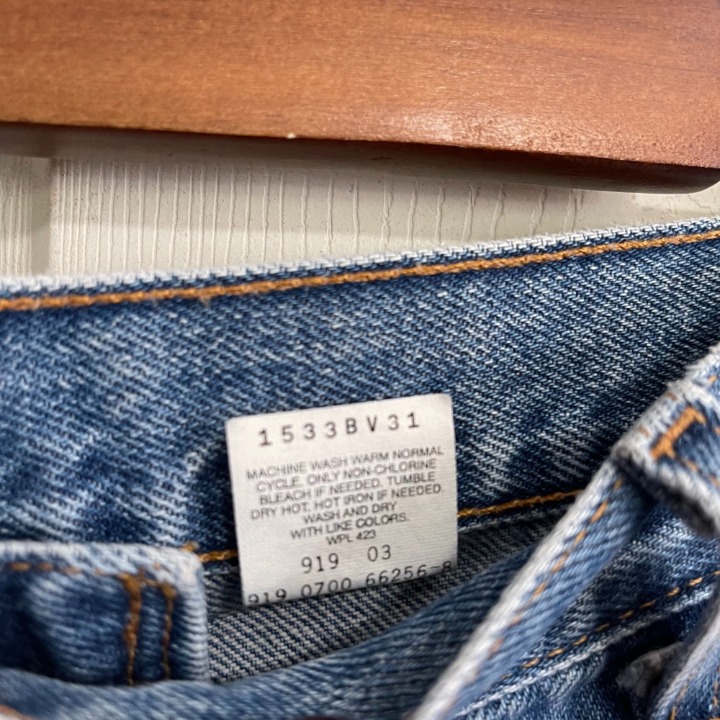 1533BV31
MACHINE WASH WARM NORMAL
CYCLE. ONLY NON-CHLORINE
BLEACH IF NEEDED. TUMBLE
DRY HOT. HOT IRON IF NEEDED.
WASH AND DRY
WITH LIKE COLORS.
WPL 423
919 03
919 0700 66256-8